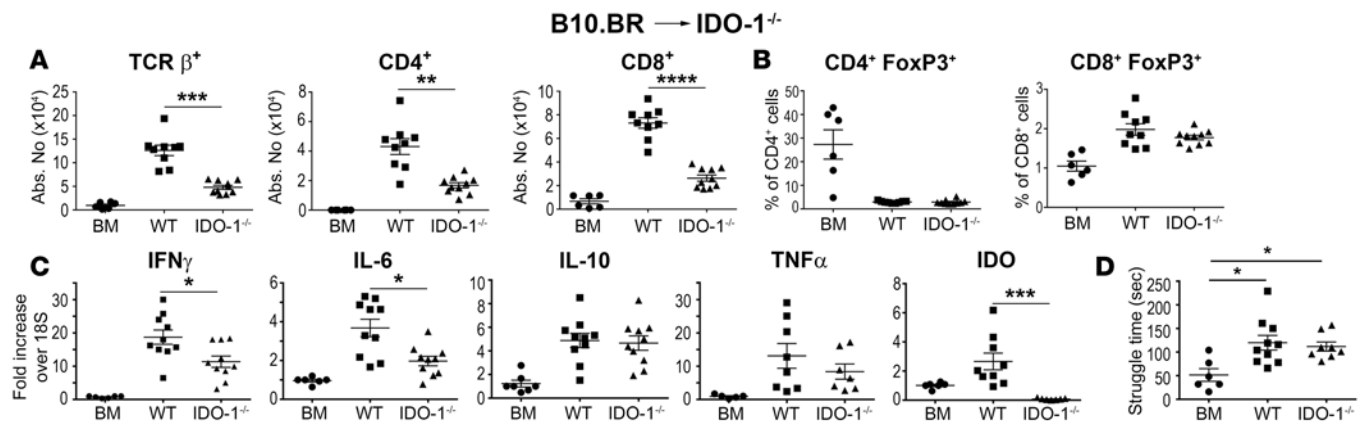 B10.BR → IDO-1-/-
A
TCR β+
Abs. No (x10⁴)
25
20
15
10
5
0
***
BM WT IDO-1-/-
CD4+
Abs. No (x10⁴)
8
6
4
2
0
**
BM WT IDO-1-/-
CD8+
Abs. No (x10⁴)
10
8
6
4
2
0
****
BM WT IDO-1-/-
B
CD4+ FoxP3+
% of CD4+ cells
50
40
30
20
10
0
BM WT IDO-1-/-
CD8+ FoxP3+
% of CD8+ cells
3
2
1
0
BM WT IDO-1-/-
C
IFNγ
Fold increase
over 18S
30
20
10
0
*
BM WT IDO-1-/-
IL-6
6
4
2
0
*
BM WT IDO-1-/-
IL-10
10
8
6
4
2
0
BM WT IDO-1-/-
TNFα
30
20
10
0
BM WT IDO-1-/-
IDO
8
6
4
2
0
***
BM WT IDO-1-/-
D
Struggle time (sec)
250
200
150
100
50
0
*
*
BM WT IDO-1-/-